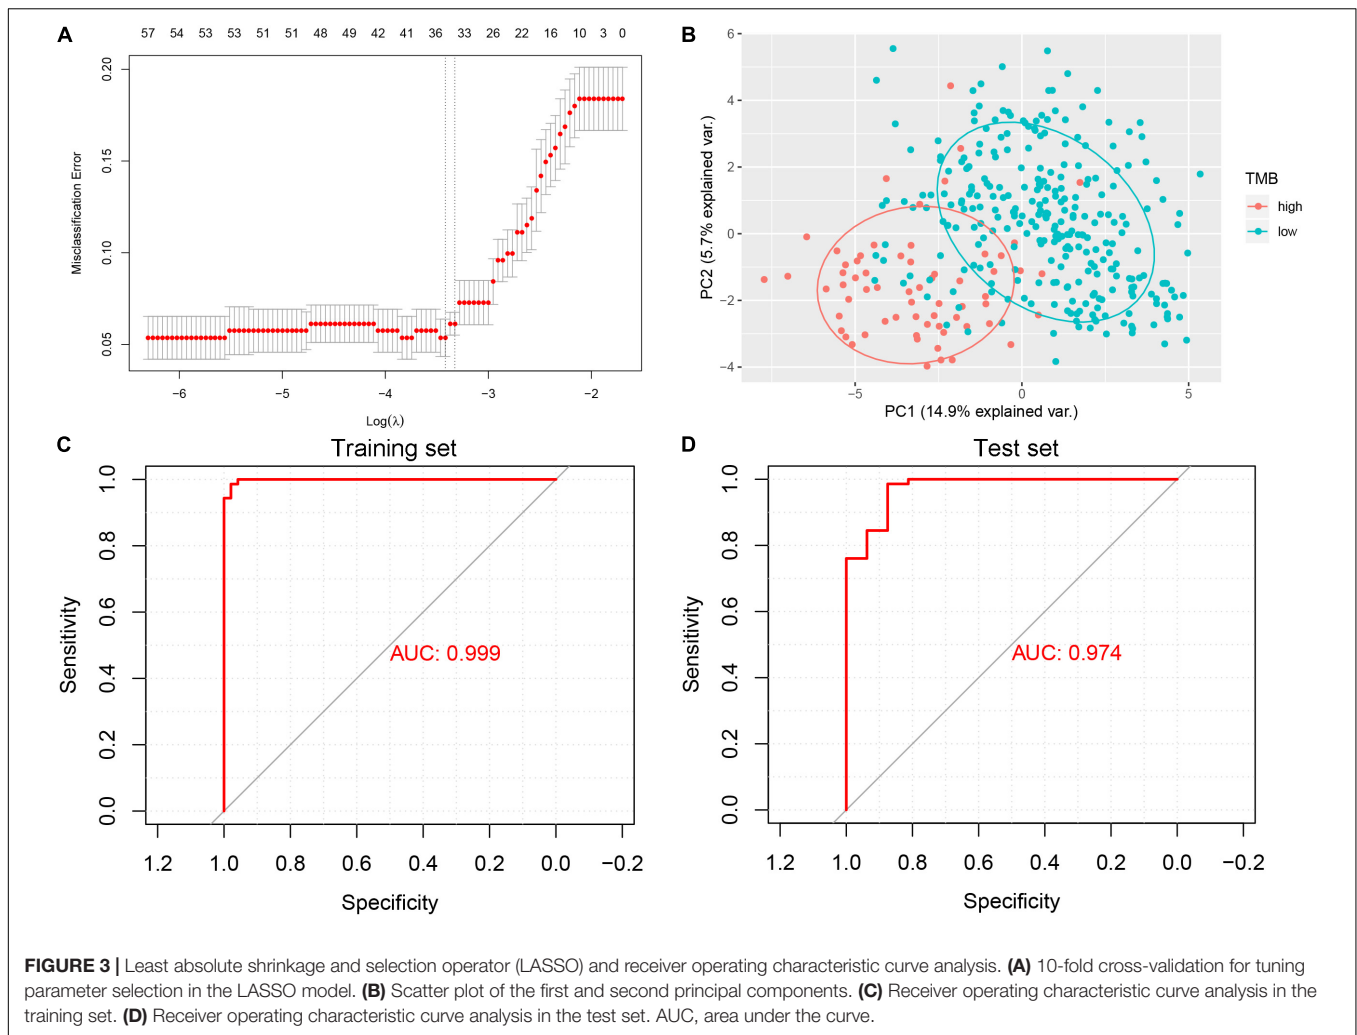 A
57 54 53 53 51 51 48 49 42 41 36 33 26 22 16 10 3 0
0.20
0.15
0.10
0.05
Misclassification Error
−6 −5 −4 −3 −2
Log(λ)
B
6
4
2
0
−2
−4
PC2 (5.7% explained var.)
−5 0 5
PC1 (14.9% explained var.)
TMB
high
low
C
Training set
1.0
0.8
0.6
0.4
0.2
0.0
Sensitivity
AUC: 0.999
1.2 1.0 0.8 0.6 0.4 0.2 0.0 −0.2
Specificity
D
Test set
1.0
0.8
0.6
0.4
0.2
0.0
Sensitivity
AUC: 0.974
1.2 1.0 0.8 0.6 0.4 0.2 0.0 −0.2
Specificity
FIGURE 3 | Least absolute shrinkage and selection operator (LASSO) and receiver operating characteristic curve analysis. (A) 10-fold cross-validation for tuning
parameter selection in the LASSO model. (B) Scatter plot of the first and second principal components. (C) Receiver operating characteristic curve analysis in the
training set. (D) Receiver operating characteristic curve analysis in the test set. AUC, area under the curve.